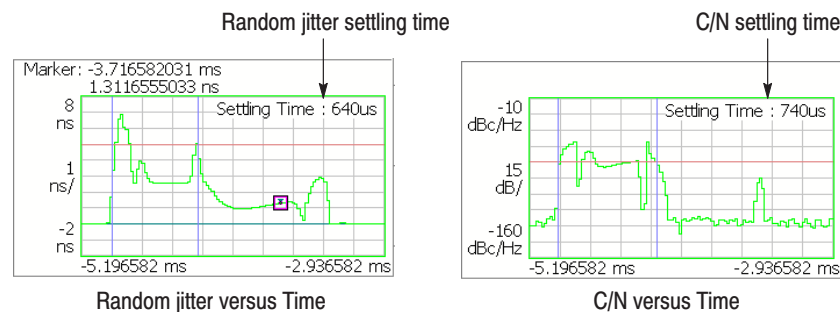 Random jitter settling time
C/N settling time
Marker: -3.716582031 ms
1.3116555033 ns
8
ns
Settling Time : 640us
1
ns/
-2
ns
-5.196582 ms
-2.936582 ms
Random jitter versus Time
-10
dBc/Hz
Settling Time : 740us
15
dB/
-160
dBc/Hz
-5.196582 ms
-2.936582 ms
C/N versus Time